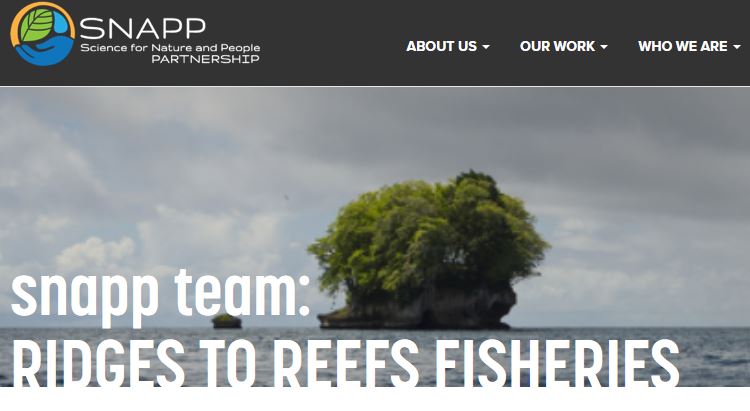 SNAPP
Science for Nature and People
PARTNERSHIP
ABOUT US
OUR WORK
WHO WE ARE
snapp team:
RIDGES TO REEFS FISHERIES